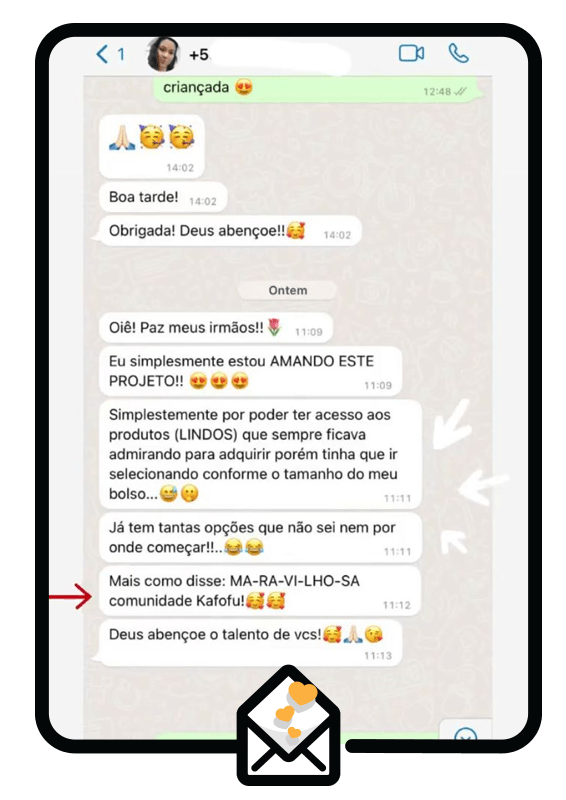 1
+5
criançada 😍
12:48
🙏🏻🥳🥳
14:02
Boa tarde! 14:02
Obrigada! Deus abençoe!!🥰 14:02
Ontem
Oiê! Paz meus irmãos!!🌷 11:09
Eu simplesmente estou AMANDO ESTE
PROJETO!! 😍😍😍 11:09
Simplestemente por poder ter acesso aos
produtos (LINDOS) que sempre ficava
admirando para adquirir porém tinha que ir
selecionando conforme o tamanho do meu
bolso...😅🤭 11:11
Já tem tantas opções que não sei nem por
onde começar!!..😂😂 11:11
Mais como disse: MA-RA-VI-LHO-SA
comunidade Kafofu!🥰🥰 11:12
Deus abençoe o talento de vcs!🥰🙏🏻😘
11:13